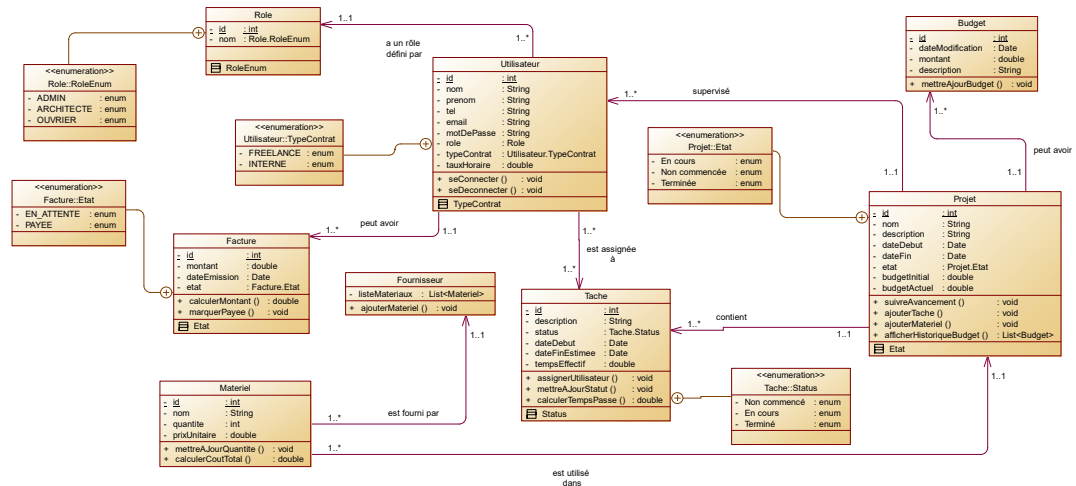 Role
- id : int
- nom : Role.RoleEnum
RoleEnum
1..1
1..*
a un rôle
défini par
<<enumeration>>
Role::RoleEnum
- ADMIN : enum
- ARCHITECTE : enum
- OUVRIER : enum
Utilisateur
- id : int
- nom : String
- prenom : String
- tel : String
- email : String
- motDePasse : String
- role : Role
- typeContrat : Utilisateur.TypeContrat
- tauxHoraire : double
+ seConnecter () : void
+ seDeconnecter () : void
TypeContrat
<<enumeration>>
Utilisateur::TypeContrat
- FREELANCE : enum
- INTERNE : enum
Budget
- id : int
- dateModification : Date
- montant : double
- description : String
+ mettreAjourBudget () : void
1..*
supervisé
1..*
peut avoir
1..1
1..1
<<enumeration>>
Projet::Etat
- En cours : enum
- Non commencée : enum
- Terminée : enum
<<enumeration>>
Facture::Etat
- EN_ATTENTE : enum
- PAYEE : enum
Projet
- id : int
- nom : String
- description : String
- dateDebut : Date
- dateFin : Date
- etat : Projet.Etat
- budgetInitial : double
- budgetActuel : double
+ suivreAvancement () : void
+ ajouterTache () : void
+ ajouterMateriel () : void
+ afficherHistoriqueBudget () : List<Budget>
Etat
Facture
- id : int
- montant : double
- dateEmission : Date
- etat : Facture.Etat
+ calculerMontant () : double
+ marquerPayee () : void
Etat
1..*
peut avoir
1..1
1..*
est assignée
à
1..*
Fournisseur
- listeMateriaux : List<Materiel>
+ ajouterMateriel () : void
1..1
Tache
- id : int
- description : String
- status : Tache.Status
- dateDebut : Date
- dateFinEstimee : Date
- tempsEffectif : double
+ assignerUtilisateur () : void
+ mettreAJourStatut () : void
+ calculerTempsPasse () : double
Status
1..*
contient
1..1
<<enumeration>>
Tache::Status
- Non commencé : enum
- En cours : enum
- Terminé : enum
1..1
Materiel
- id : int
- nom : String
- quantite : int
- prixUnitaire : double
+ mettreAJourQuantite () : void
+ calculerCoutTotal () : double
1..*
est fourni par
1..*
est utilisé
dans